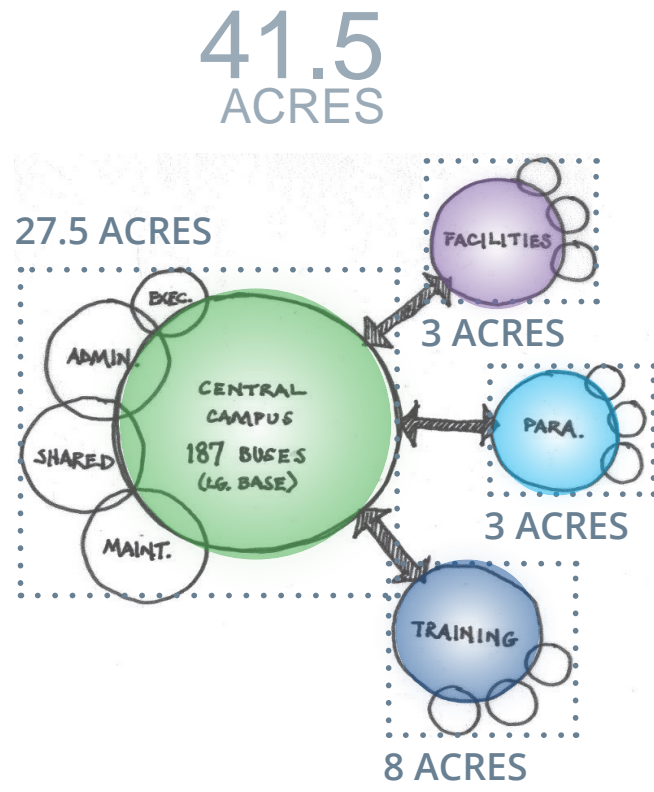 41.5
ACRES
27.5 ACRES
EXEC.
ADMIN.
SHARED
MAINT.
CENTRAL
CAMPUS
187 BUSES
(LG. BASE)
FACILITIES
3 ACRES
PARA.
3 ACRES
TRAINING
8 ACRES